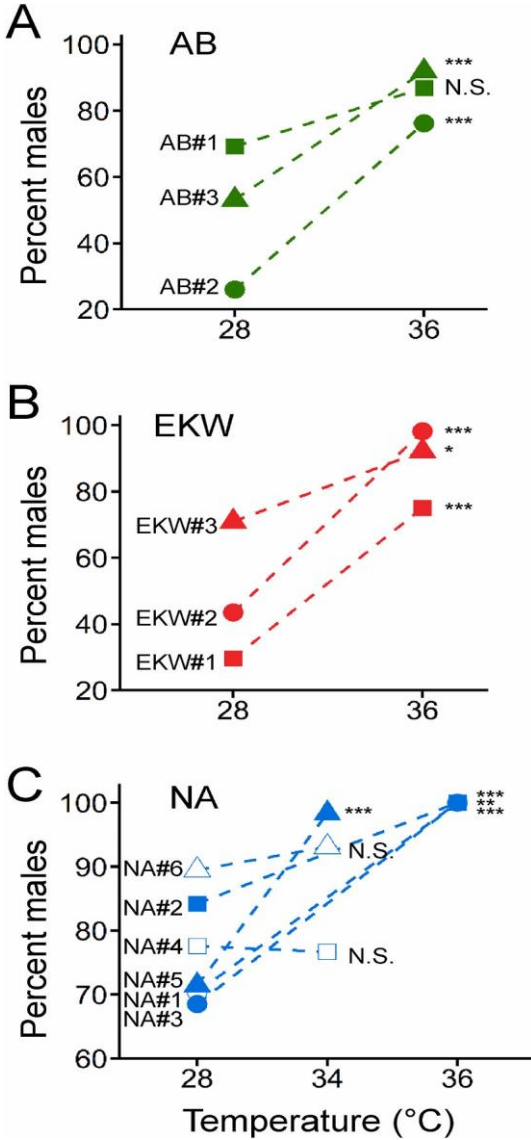 A
AB
100
80
60
40
20
Percent males
AB#1
AB#3
AB#2
***
N.S.
***
28 36
B
EKW
100
80
60
40
20
Percent males
EKW#3
EKW#2
EKW#1
***
*
***
28 36
C
NA
100
90
80
70
60
Percent males
NA#6
NA#2
NA#4
NA#5
NA#1
NA#3
***
N.S.
N.S.
***
**
***
28 34 36
Temperature (°C)